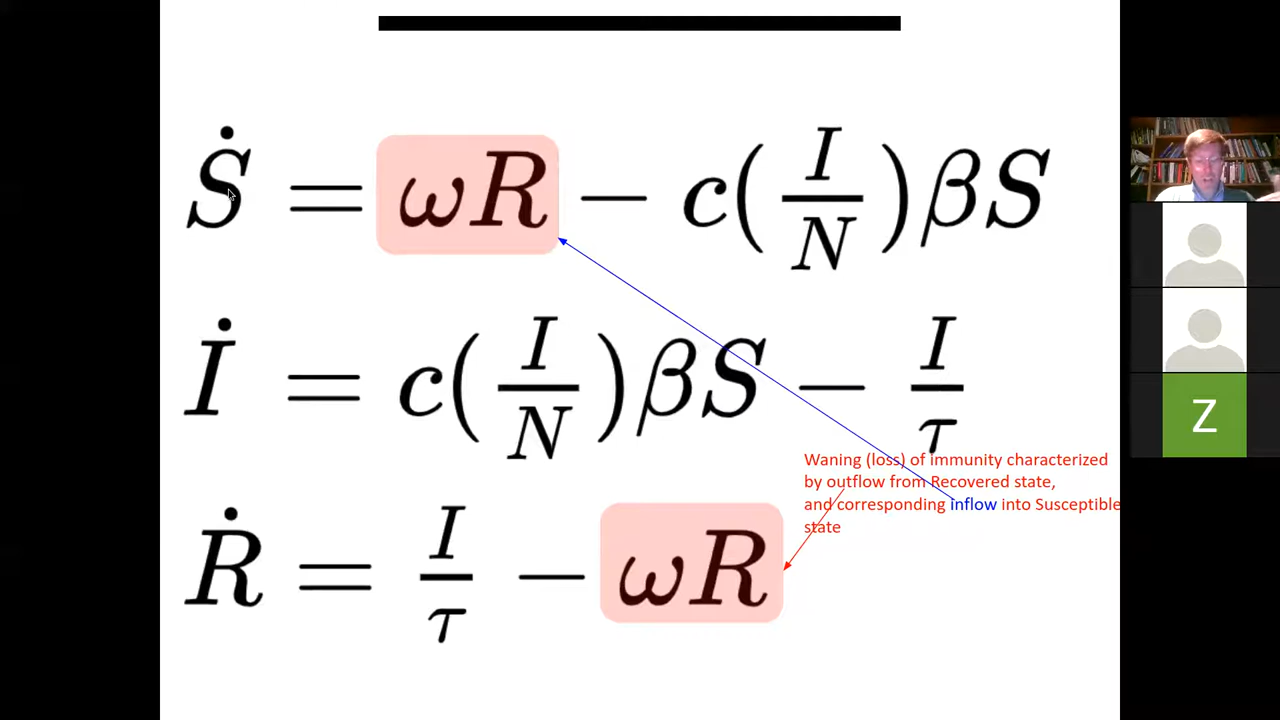 Ṡ = ωR − c(I/N)βS
İ = c(I/N)βS − I/τ
Waning (loss) of immunity characterized
by outflow from Recovered state,
and corresponding inflow into Susceptible
state
Ṙ = I/τ − ωR
Z